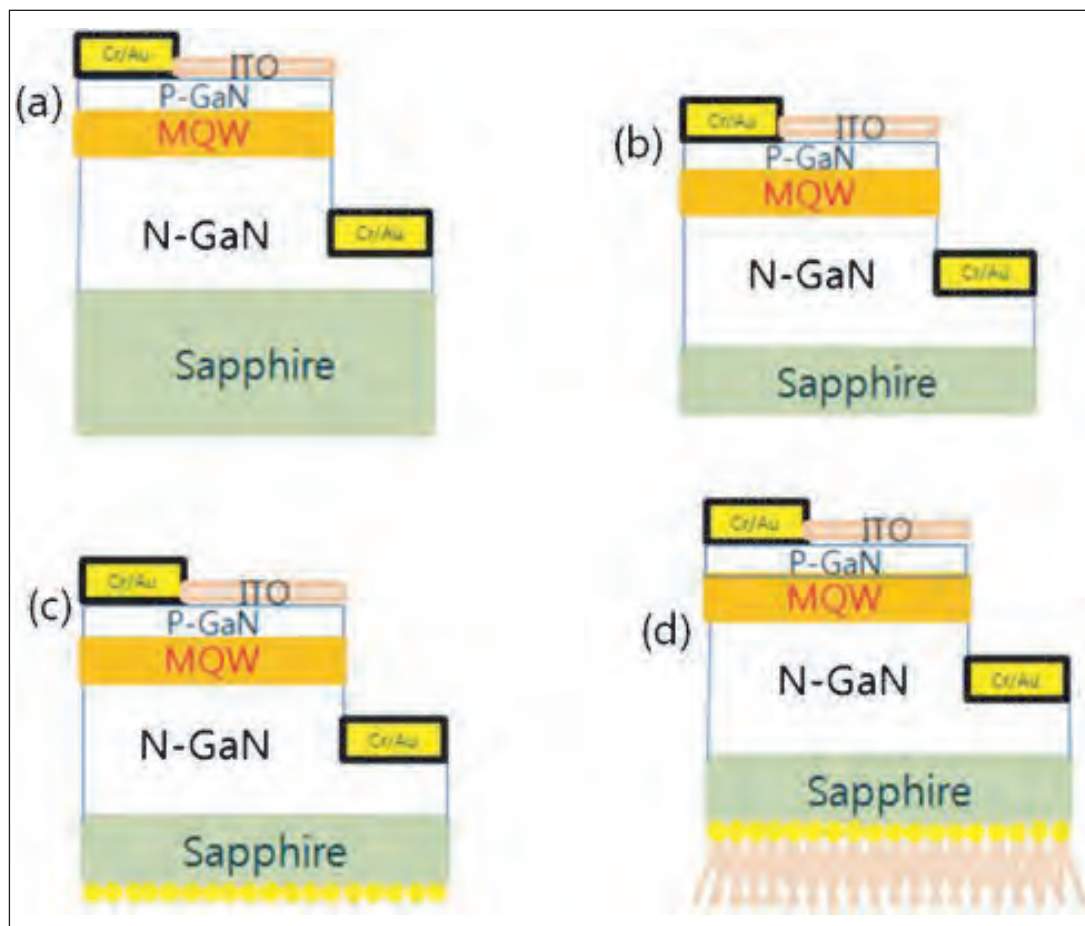 (a)
Cr/Au
ITO
P-GaN
MQW
N-GaN
Cr/Au
Sapphire
(b)
Cr/Au
ITO
P-GaN
MQW
N-GaN
Cr/Au
Sapphire
(c)
Cr/Au
ITO
P-GaN
MQW
N-GaN
Cr/Au
Sapphire
(d)
Cr/Au
ITO
P-GaN
MQW
N-GaN
Cr/Au
Sapphire